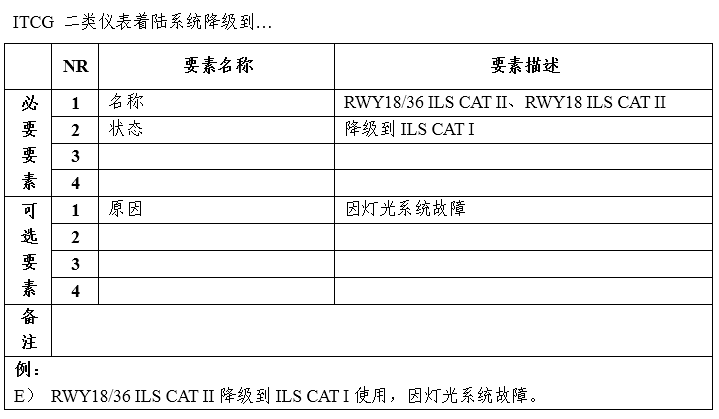 ITCG 二类仪表着陆系统降级到…
NR 要素名称 要素描述
必要要素
1 名称 RWY18/36 ILS CAT II、RWY18 ILS CAT II
2 状态 降级到 ILS CAT I
3
4
可选要素
1 原因 因灯光系统故障
2
3
4
备注
例：
E） RWY18/36 ILS CAT II 降级到 ILS CAT I 使用，因灯光系统故障。